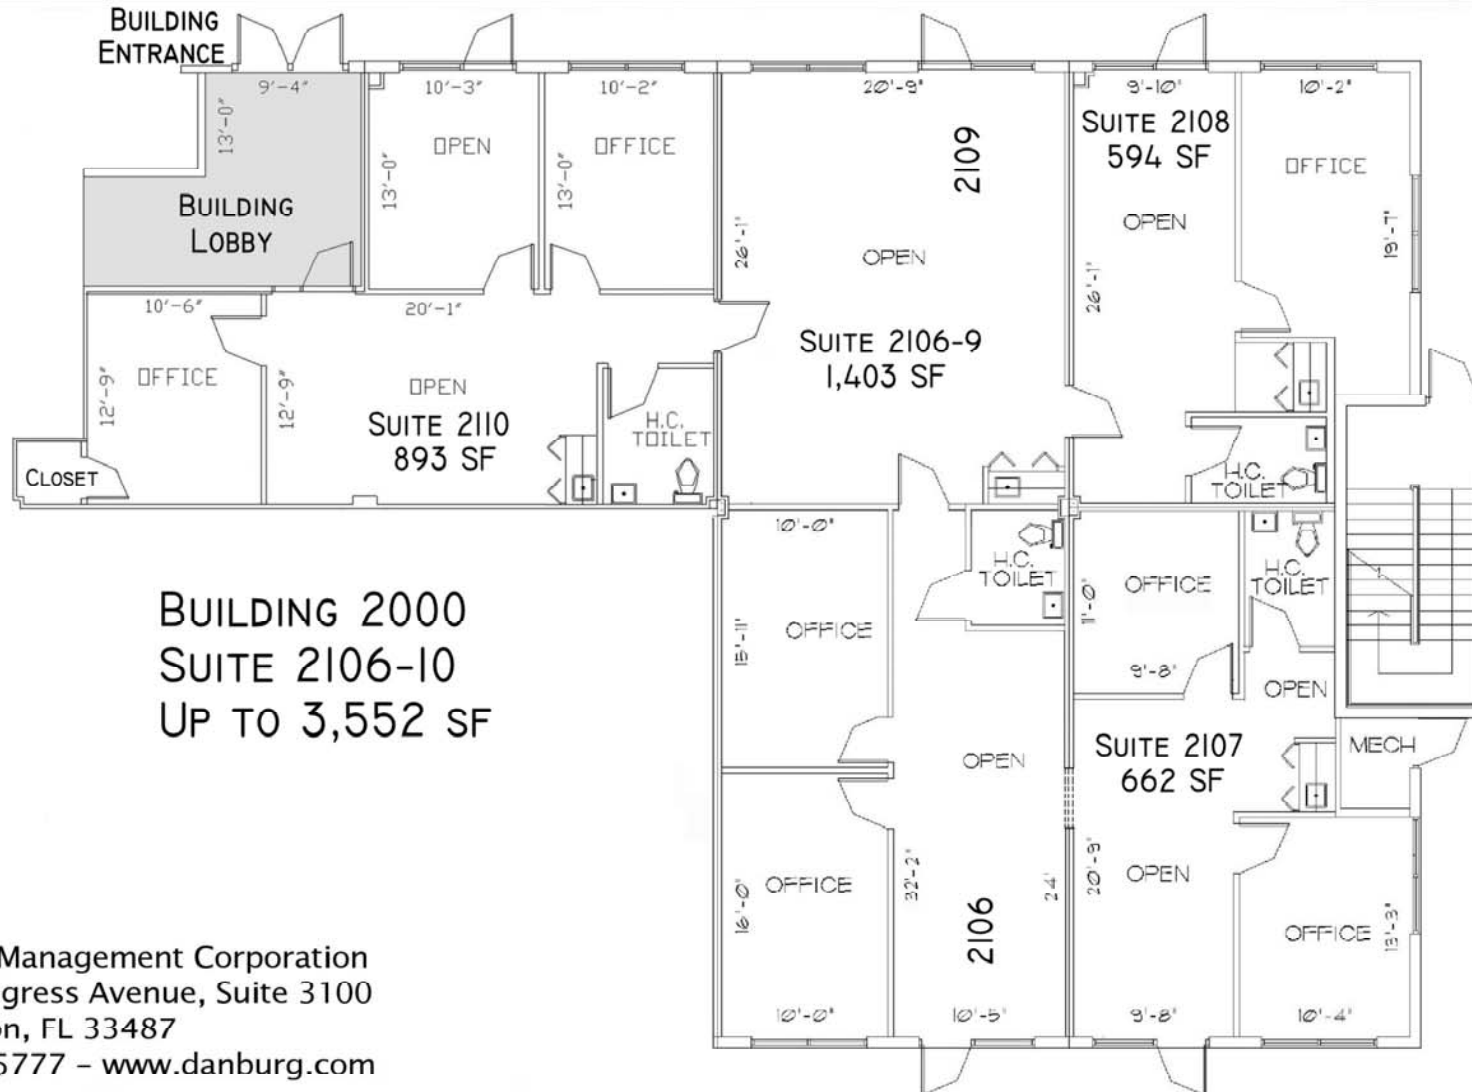 BUILDING
ENTRANCE
9'-4"
13'-0"
BUILDING
LOBBY
10'-3"
OPEN
13'-0"
10'-2"
OFFICE
13'-0"
20'-9"
2109
26'-1"
OPEN
SUITE 2106-9
1,403 SF
9'-10"
SUITE 2108
594 SF
OPEN
26'-1"
10'-2"
OFFICE
19'-7"
10'-6"
OFFICE
12'-9"
CLOSET
20'-1"
12'-9"
OPEN
SUITE 2110
893 SF
H.C.
TOILET
H.C.
TOILET
BUILDING 2000
SUITE 2106-10
UP TO 3,552 SF
10'-0"
OFFICE
15'-11"
H.C.
TOILET
OPEN
OFFICE
16'-0"
10'-0"
32'-2"
24'
2106
10'-5"
OFFICE
11'-0"
9'-8"
H.C.
TOILET
OPEN
SUITE 2107
662 SF
MECH
20'-9"
OPEN
9'-8"
OFFICE
13'-3"
10'-4"
Management Corporation
gress Avenue, Suite 3100
on, FL 33487
5777 – www.danburg.com